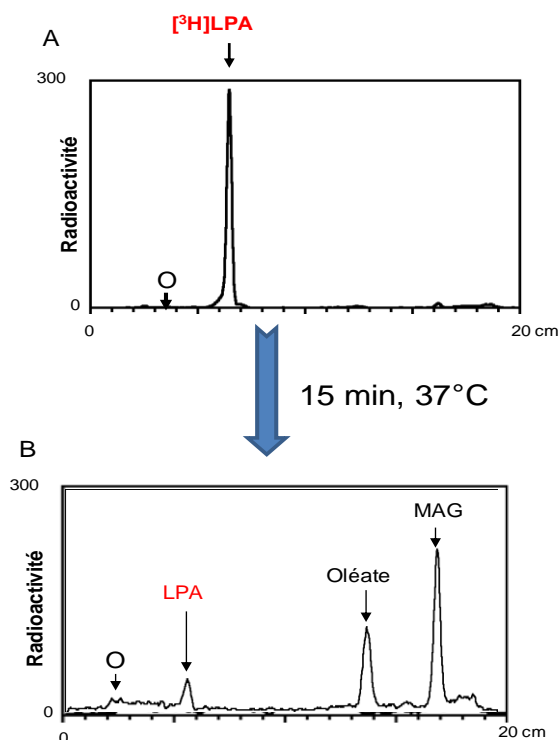 [³H]LPA
A
300
Radioactivité
O
0
0
20 cm
15 min, 37°C
B
300
MAG
Oléate
LPA
Radioactivité
O
0
0
20 cm